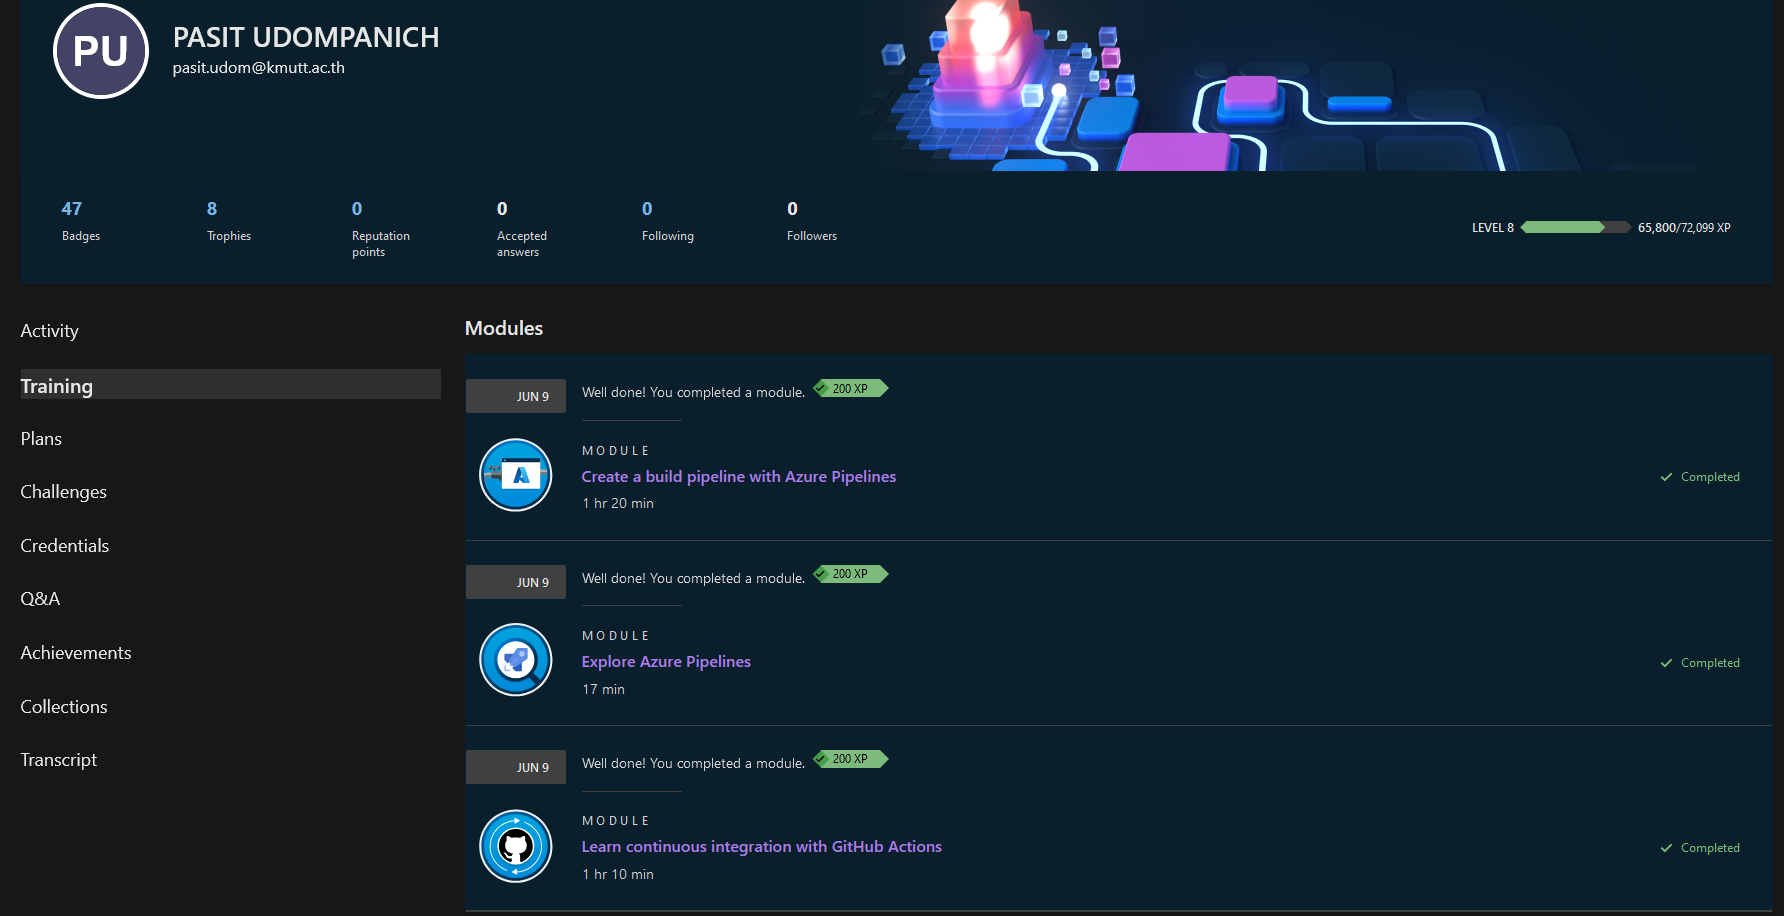 PU
PASIT UDOMPANICH
pasit.udom@kmutt.ac.th
47
Badges
8
Trophies
0
Reputation
points
0
Accepted
answers
0
Following
0
Followers
LEVEL 8
65,800/72,099 XP
Activity
Training
Plans
Challenges
Credentials
Q&A
Achievements
Collections
Transcript
Modules
JUN 9
Well done! You completed a module.
200 XP
MODULE
Create a build pipeline with Azure Pipelines
1 hr 20 min
Completed
JUN 9
Well done! You completed a module.
200 XP
MODULE
Explore Azure Pipelines
17 min
Completed
JUN 9
Well done! You completed a module.
200 XP
MODULE
Learn continuous integration with GitHub Actions
1 hr 10 min
Completed